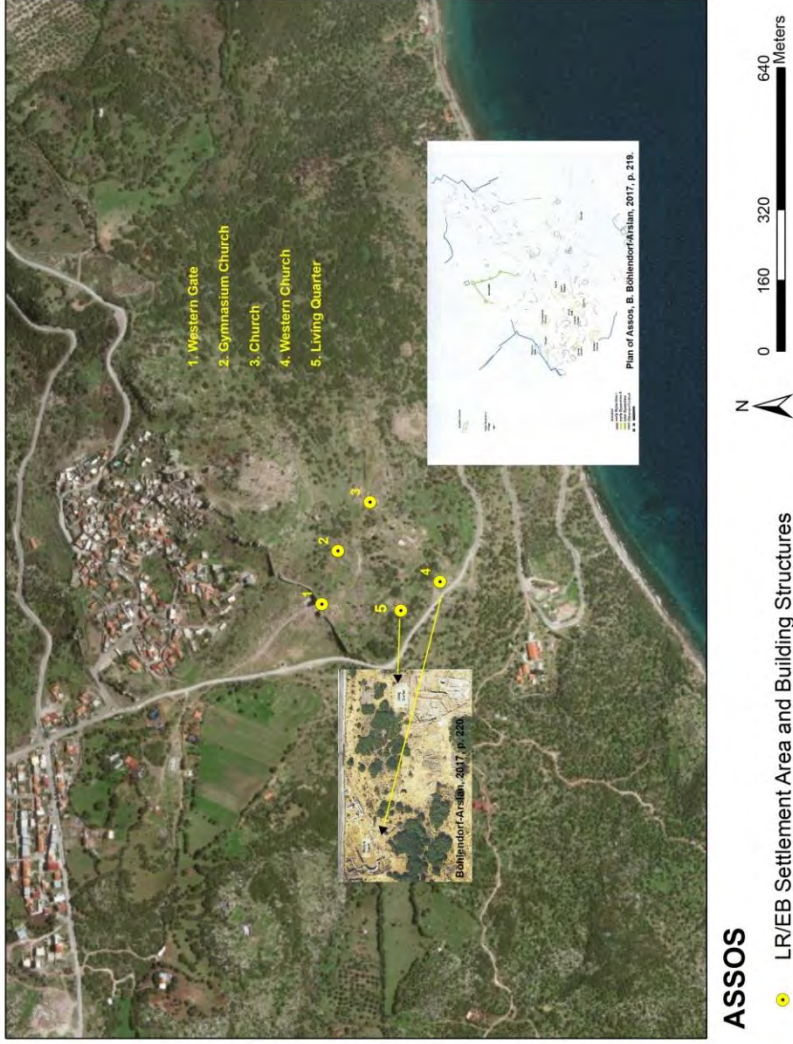 1. Western Gate
2. Gymnasium Church
3. Church
4. Western Church
5. Living Quarter
1
2
3
4
5
Böhlendorf-Arslan, 2017, p. 220.
Plan of Assos, B. Böhlendorf-Arslan, 2017, p. 219.
ASSOS
LR/EB Settlement Area and Building Structures
N
0 160 320 640
Meters